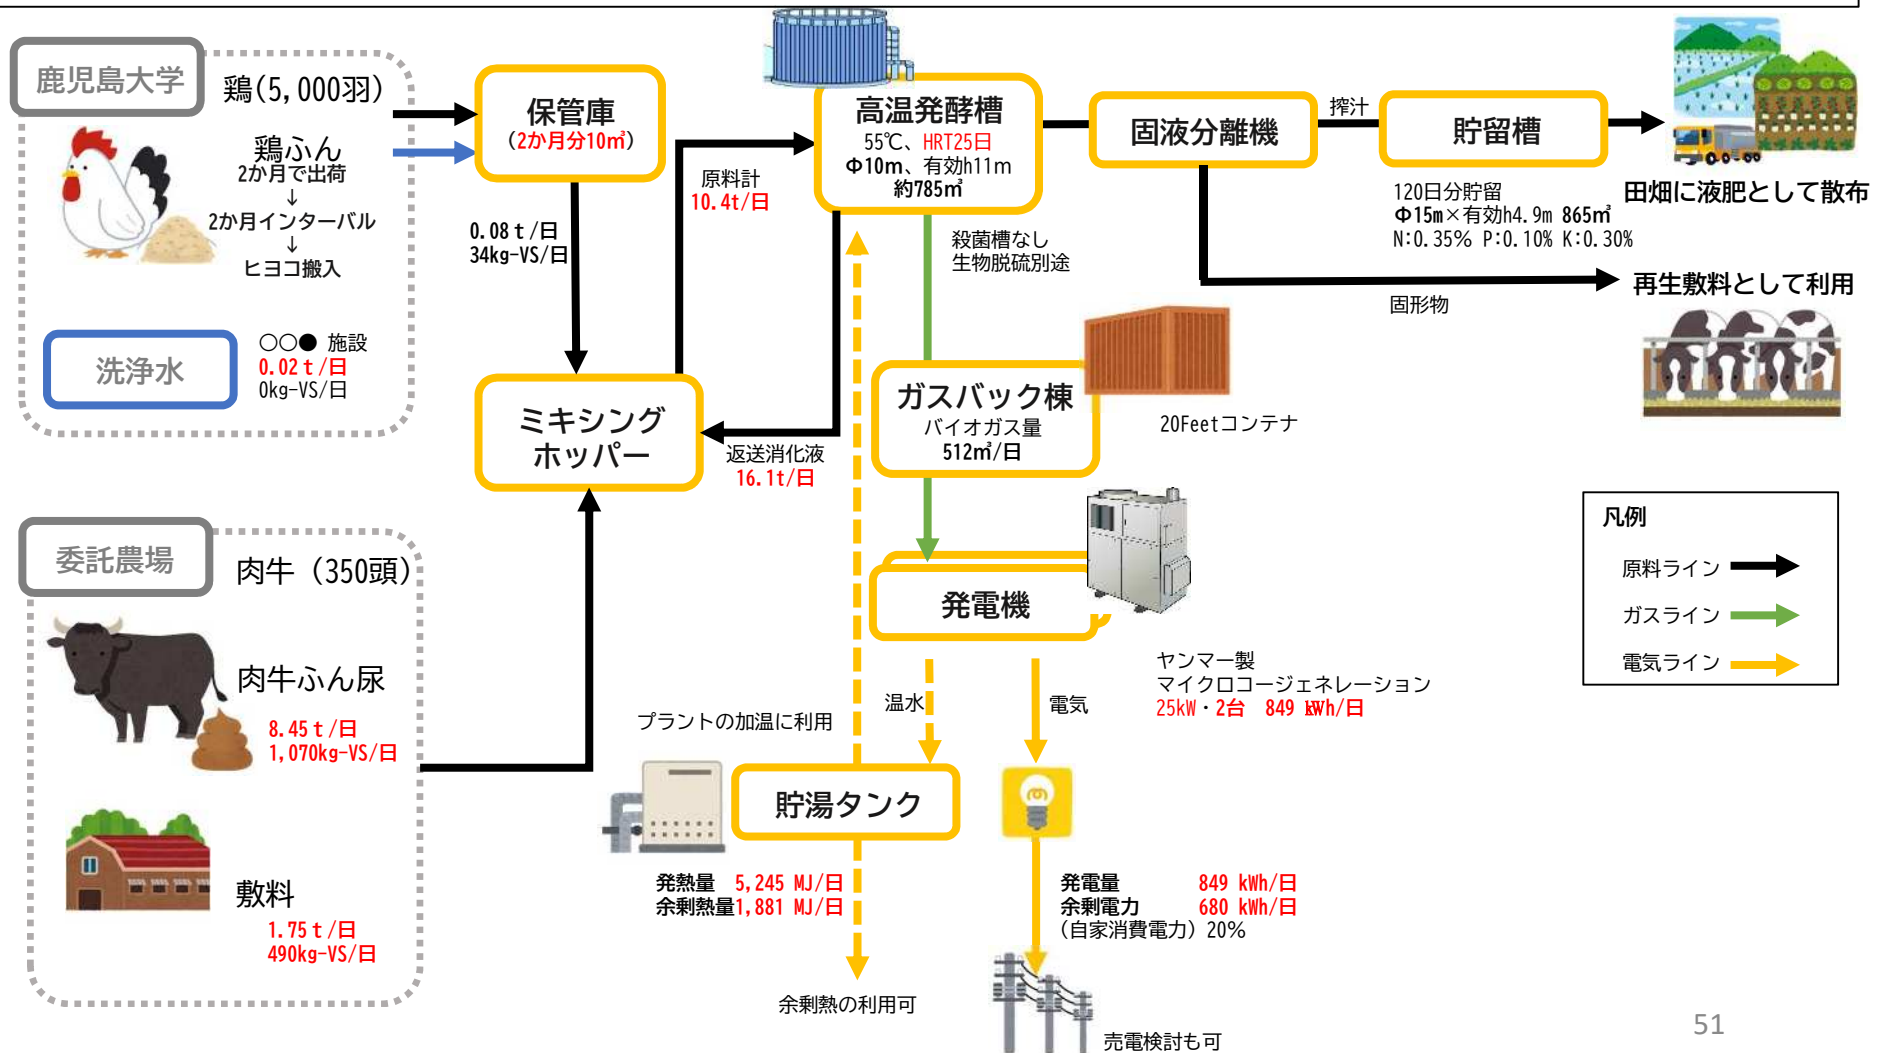 鹿児島大学
鶏(5,000羽)
鶏ふん
2か月で出荷
↓
2か月インターバル
↓
ヒヨコ搬入
洗浄水
○○● 施設
0.02ｔ/日
0kg-VS/日
委託農場
肉牛（350頭）
肉牛ふん尿
8.45ｔ/日
1,070kg-VS/日
敷料
1.75ｔ/日
490kg-VS/日
保管庫
（2か月分10㎥）
0.08ｔ/日
34kg-VS/日
ミキシング
ホッパー
原料計
10.4t/日
返送消化液
16.1t/日
高温発酵槽
55℃、HRT25日
Φ10m、有効h11m
約785㎥
殺菌槽なし
生物脱硫別途
ガスバック棟
バイオガス量
512㎥/日
20Feetコンテナ
発電機
ヤンマー製
マイクロコージェネレーション
25kW・2台　849 kWh/日
温水
電気
プラントの加温に利用
貯湯タンク
発熱量　5,245 MJ/日
余剰熱量1,881 MJ/日
余剰熱の利用可
発電量　849 kWh/日
余剰電力　680 kWh/日
（自家消費電力）20%
売電検討も可
固液分離機
搾汁
貯留槽
120日分貯留
Φ15m×有効h4.9m 865㎥
N:0.35% P:0.10% K:0.30%
田畑に液肥として散布
固形物
再生敷料として利用
凡例
原料ライン
ガスライン
電気ライン
51